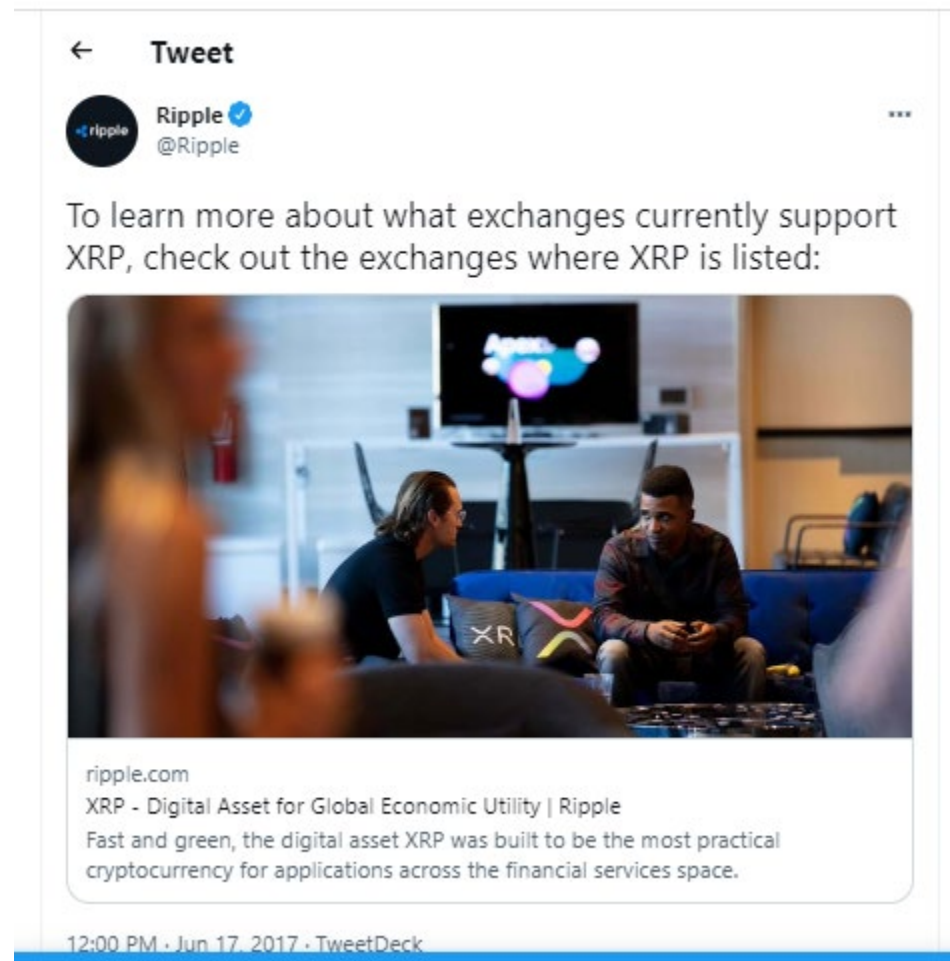 Tweet
ripple
Ripple
@Ripple
To learn more about what exchanges currently support
XRP, check out the exchanges where XRP is listed:
Apex:.
XR
ripple.com
XRP - Digital Asset for Global Economic Utility | Ripple
Fast and green, the digital asset XRP was built to be the most practical
cryptocurrency for applications across the financial services space.
12:00 PM · Jun 17, 2017 · TweetDeck